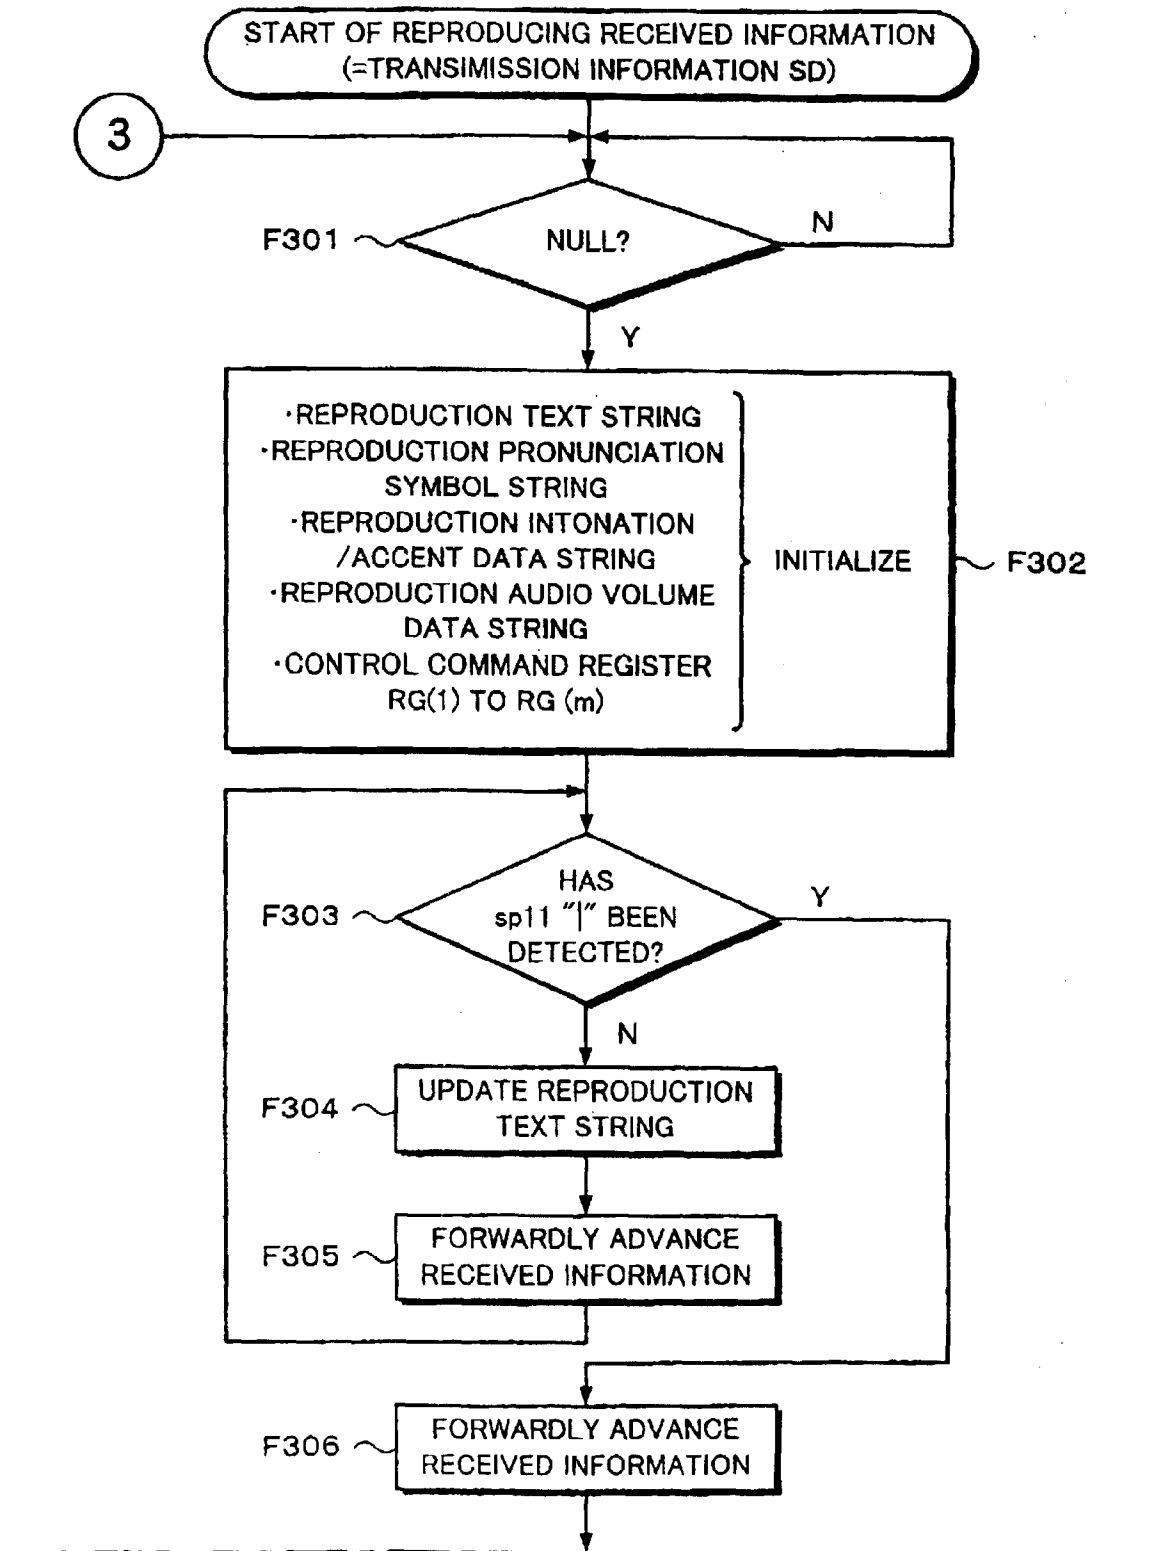 START OF REPRODUCING RECEIVED INFORMATION
(=TRANSIMISSION INFORMATION SD)
3
F301
NULL?
N
Y
·REPRODUCTION TEXT STRING
·REPRODUCTION PRONUNCIATION
SYMBOL STRING
·REPRODUCTION INTONATION
/ACCENT DATA STRING
·REPRODUCTION AUDIO VOLUME
DATA STRING
·CONTROL COMMAND REGISTER
RG(1) TO RG (m)
INITIALIZE
F302
F303
HAS
sp11 "|" BEEN
DETECTED?
Y
N
F304
UPDATE REPRODUCTION
TEXT STRING
F305
FORWARDLY ADVANCE
RECEIVED INFORMATION
F306
FORWARDLY ADVANCE
RECEIVED INFORMATION